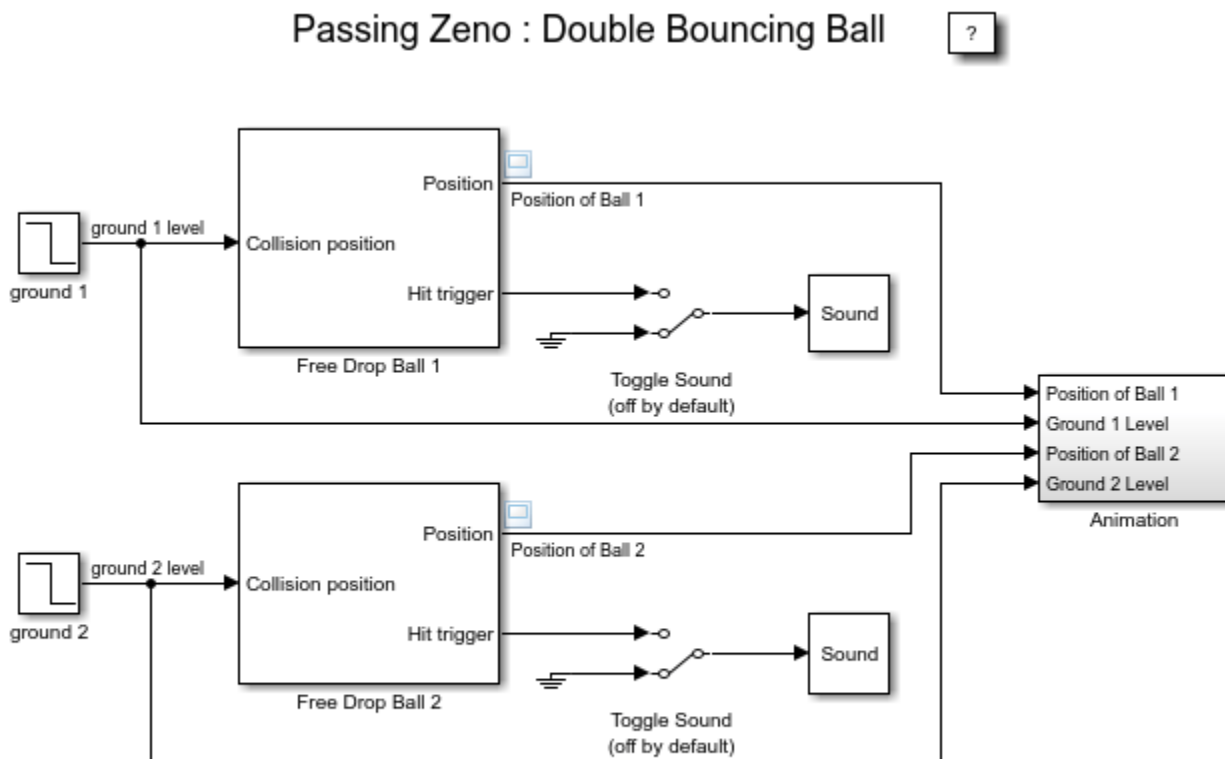 Passing Zeno : Double Bouncing Ball
?
Position
Position of Ball 1
ground 1 level
Collision position
ground 1
Hit trigger
Sound
Free Drop Ball 1
Toggle Sound
(off by default)
Position of Ball 1
Ground 1 Level
Position of Ball 2
Ground 2 Level
Animation
Position
Position of Ball 2
ground 2 level
Collision position
ground 2
Hit trigger
Sound
Free Drop Ball 2
Toggle Sound
(off by default)